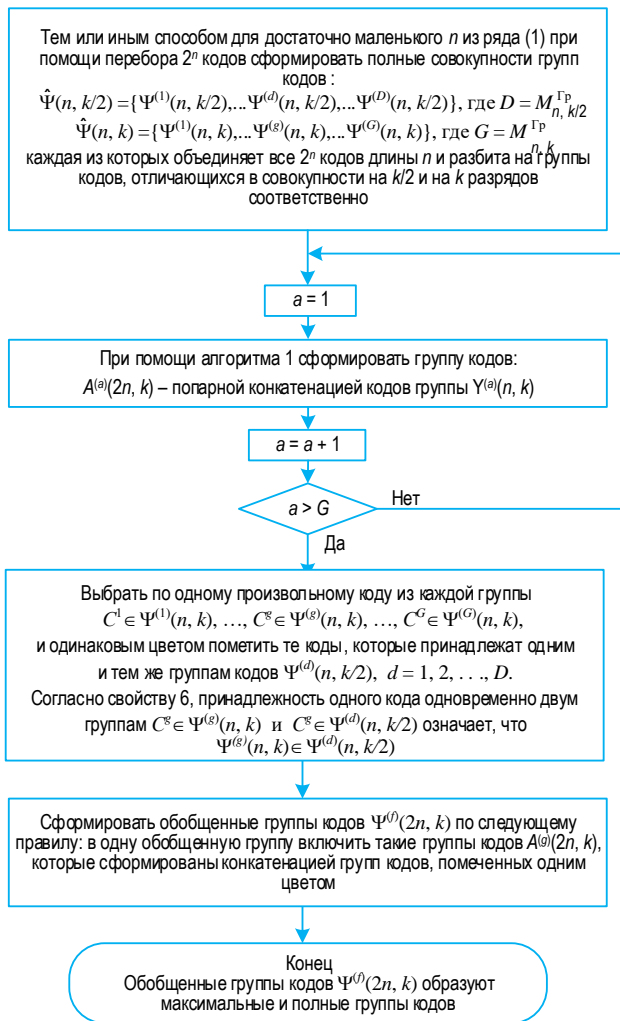 Тем или иным способом для достаточно маленького n из ряда (1) при
помощи перебора 2ⁿ кодов сформировать полные совокупности групп
кодов :
Ψ̂(n, k/2) ={Ψ⁽¹⁾(n, k/2),...Ψ⁽ᵈ⁾(n, k/2),...Ψ⁽ᴰ⁾(n, k/2)}, где D = M^Гр_n, k/2
Ψ̂(n, k) ={Ψ⁽¹⁾(n, k),...Ψ⁽ᵍ⁾(n, k),...Ψ⁽ᴳ⁾(n, k)}, где G = M^Гр_n, k
каждая из которых объединяет все 2ⁿ кодов длины n и разбита на группы
кодов, отличающихся в совокупности на k/2 и на k разрядов
соответственно
a = 1
При помощи алгоритма 1 сформировать группу кодов:
A⁽ᵃ⁾(2n, k) – попарной конкатенацией кодов группы Y⁽ᵃ⁾(n, k)
a = a + 1
a > G
Нет
Да
Выбрать по одному произвольному коду из каждой группы
C¹∈ Ψ⁽¹⁾(n, k), …, Cᵍ∈ Ψ⁽ᵍ⁾(n, k), …, Cᴳ∈ Ψ⁽ᴳ⁾(n, k),
и одинаковым цветом пометить те коды, которые принадлежат одним
и тем же группам кодов Ψ⁽ᵈ⁾(n, k/2), d = 1, 2, . . ., D.
Согласно свойству 6, принадлежность одного кода одновременно двум
группам Cᵍ∈ Ψ⁽ᵍ⁾(n, k) и Cᵍ∈ Ψ⁽ᵈ⁾(n, k/2) означает, что
Ψ⁽ᵍ⁾(n, k)∈ Ψ⁽ᵈ⁾(n, k/2)
Сформировать обобщенные группы кодов Ψ⁽ᶠ⁾(2n, k) по следующему
правилу: в одну обобщенную группу включить такие группы кодов A⁽ᵍ⁾(2n, k),
которые сформированы конкатенацией групп кодов, помеченных одним
цветом
Конец
Обобщенные группы кодов Ψ⁽ᶠ⁾(2n, k) образуют
максимальные и полные группы кодов